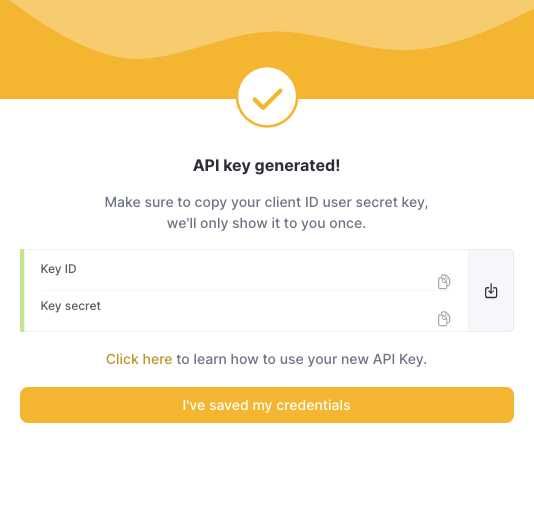 API key generated!
Make sure to copy your client ID user secret key,
we'll only show it to you once.
Key ID
Key secret
Click here to learn how to use your new API Key.
I've saved my credentials